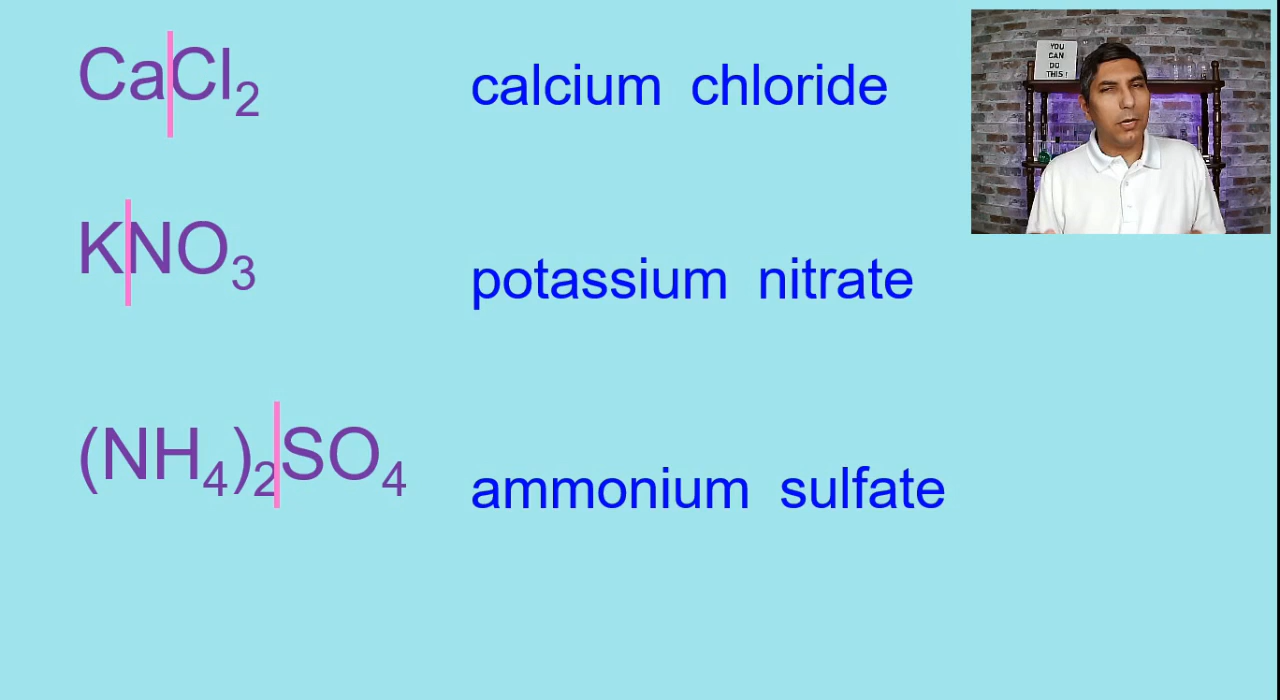 CaCl₂ calcium chloride
KNO₃ potassium nitrate
(NH₄)₂SO₄ ammonium sulfate
YOU
CAN
DO
THIS!